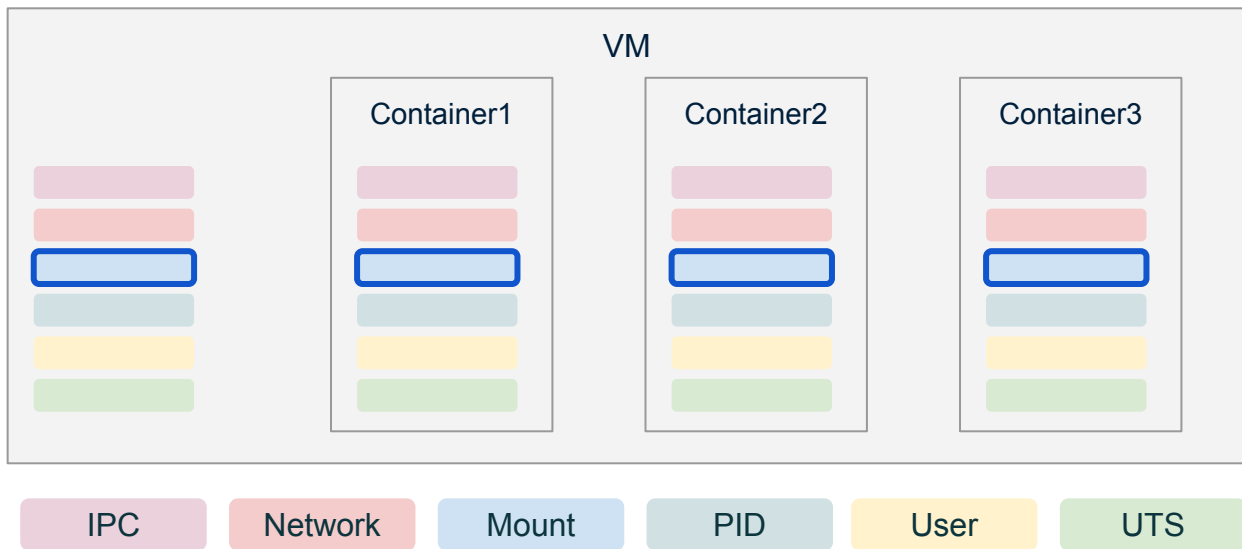 VM
Container1
Container2
Container3
IPC
Network
Mount
PID
User
UTS